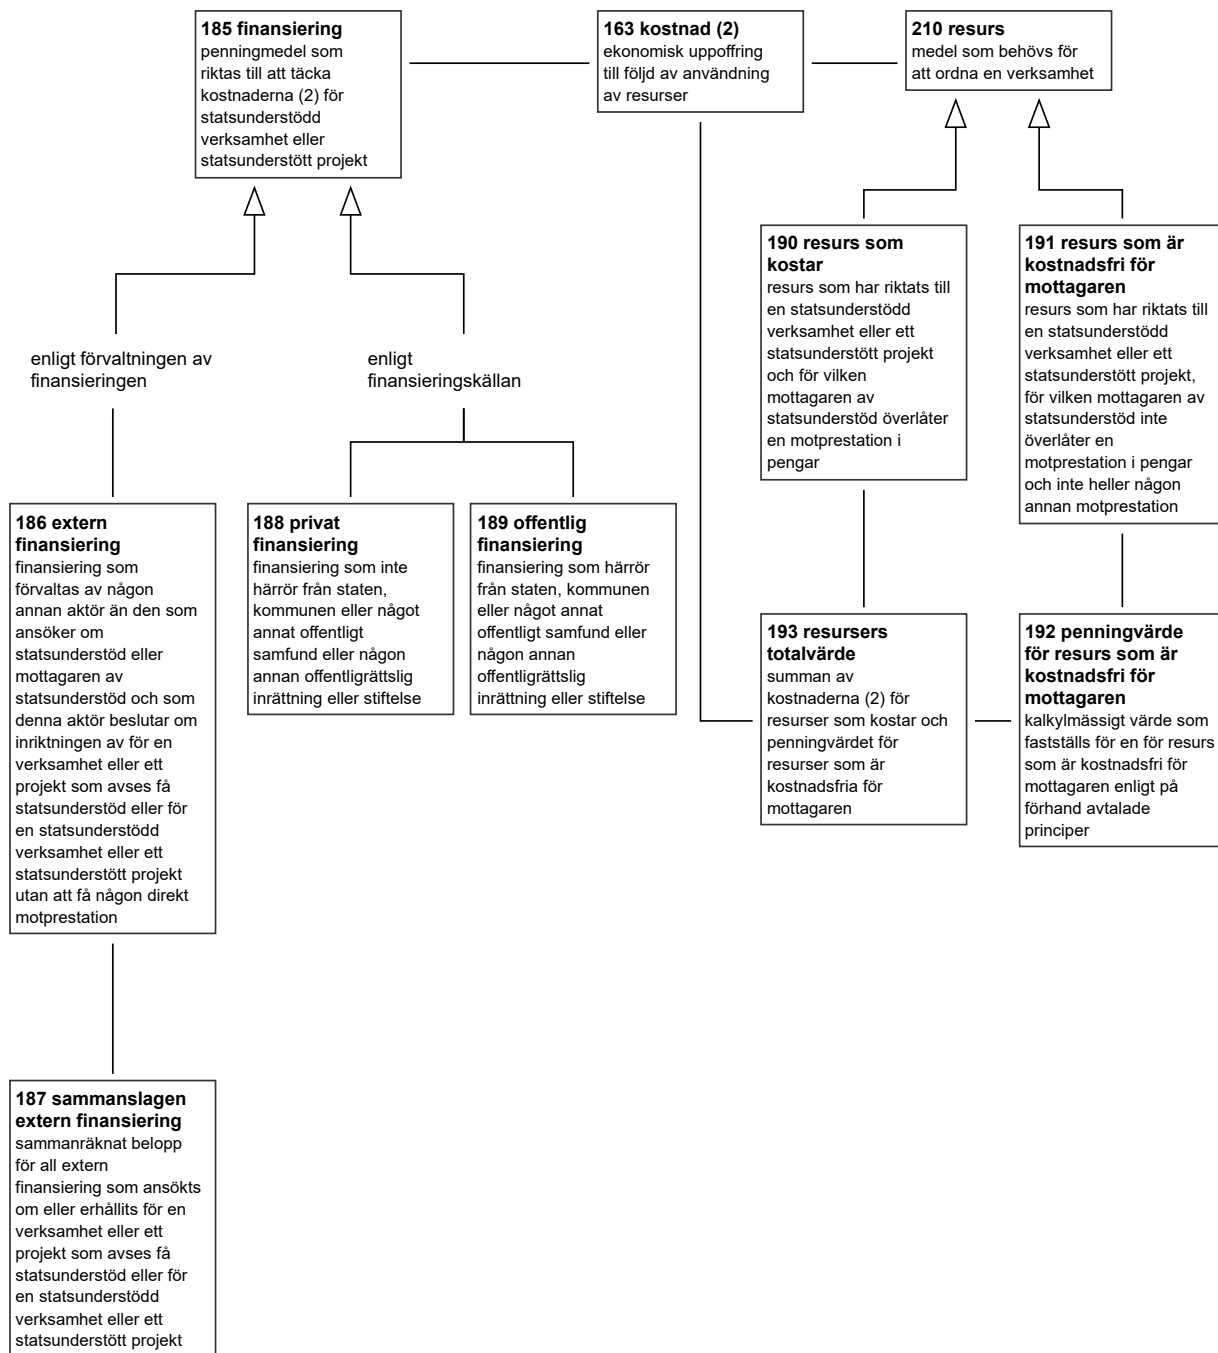 185 finansiering
penningmedel som
riktas till att täcka
kostnaderna (2) för
statsunderstödd
verksamhet eller
statsunderstött projekt
163 kostnad (2)
ekonomisk uppoffring
till följd av användning
av resurser
210 resurs
medel som behövs för
att ordna en verksamhet
190 resurs som
kostar
resurs som har riktats till
en statsunderstödd
verksamhet eller ett
statsunderstött projekt
och för vilken
mottagaren av
statsunderstöd överlåter
en motprestation i
pengar
191 resurs som är
kostnadsfri för
mottagaren
resurs som har riktats till
en statsunderstödd
verksamhet eller ett
statsunderstött projekt,
för vilken mottagaren av
statsunderstöd inte
överlåter en
motprestation i pengar
och inte heller någon
annan motprestation
enligt förvaltningen av
finansieringen
enligt
finansieringskällan
186 extern
finansiering
finansiering som
förvaltas av någon
annan aktör än den som
ansöker om
statsunderstöd eller
mottagaren av
statsunderstöd och som
denna aktör beslutar om
inriktningen av för en
verksamhet eller ett
projekt som avses få
statsunderstöd eller för
en statsunderstödd
verksamhet eller ett
statsunderstött projekt
utan att få någon direkt
motprestation
188 privat
finansiering
finansiering som inte
härrör från staten,
kommunen eller något
annat offentligt
samfund eller någon
annan offentligrättslig
inrättning eller stiftelse
189 offentlig
finansiering
finansiering som härrör
från staten, kommunen
eller något annat
offentligt samfund eller
någon annan
offentligrättslig
inrättning eller stiftelse
193 resursers
totalvärde
summan av
kostnaderna (2) för
resurser som kostar och
penningvärdet för
resurser som är
kostnadsfria för
mottagaren
192 penningvärde
för resurs som är
kostnadsfri för
mottagaren
kalkylmässigt värde som
fastställs för en för resurs
som är kostnadsfri för
mottagaren enligt på
förhand avtalade
principer
187 sammanslagen
extern finansiering
sammanräknat belopp
för all extern
finansiering som ansökts
om eller erhållits för en
verksamhet eller ett
projekt som avses få
statsunderstöd eller för
en statsunderstödd
verksamhet eller ett
statsunderstött projekt